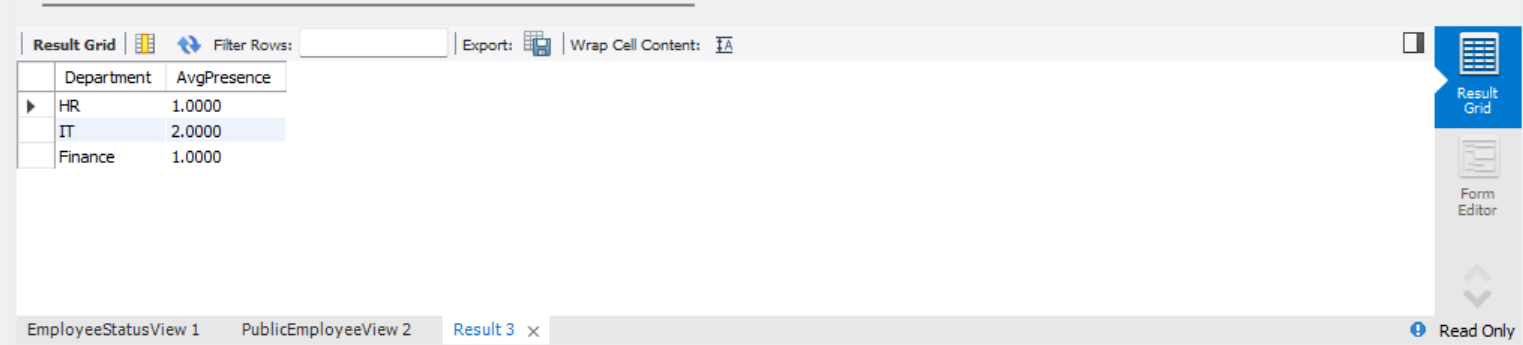 Result Grid Filter Rows: Export: Wrap Cell Content: IA
Department AvgPresence
HR 1.0000
IT 2.0000
Finance 1.0000
Result
Grid
Form
Editor
EmployeeStatusView 1 PublicEmployeeView 2 Result 3 × Read Only